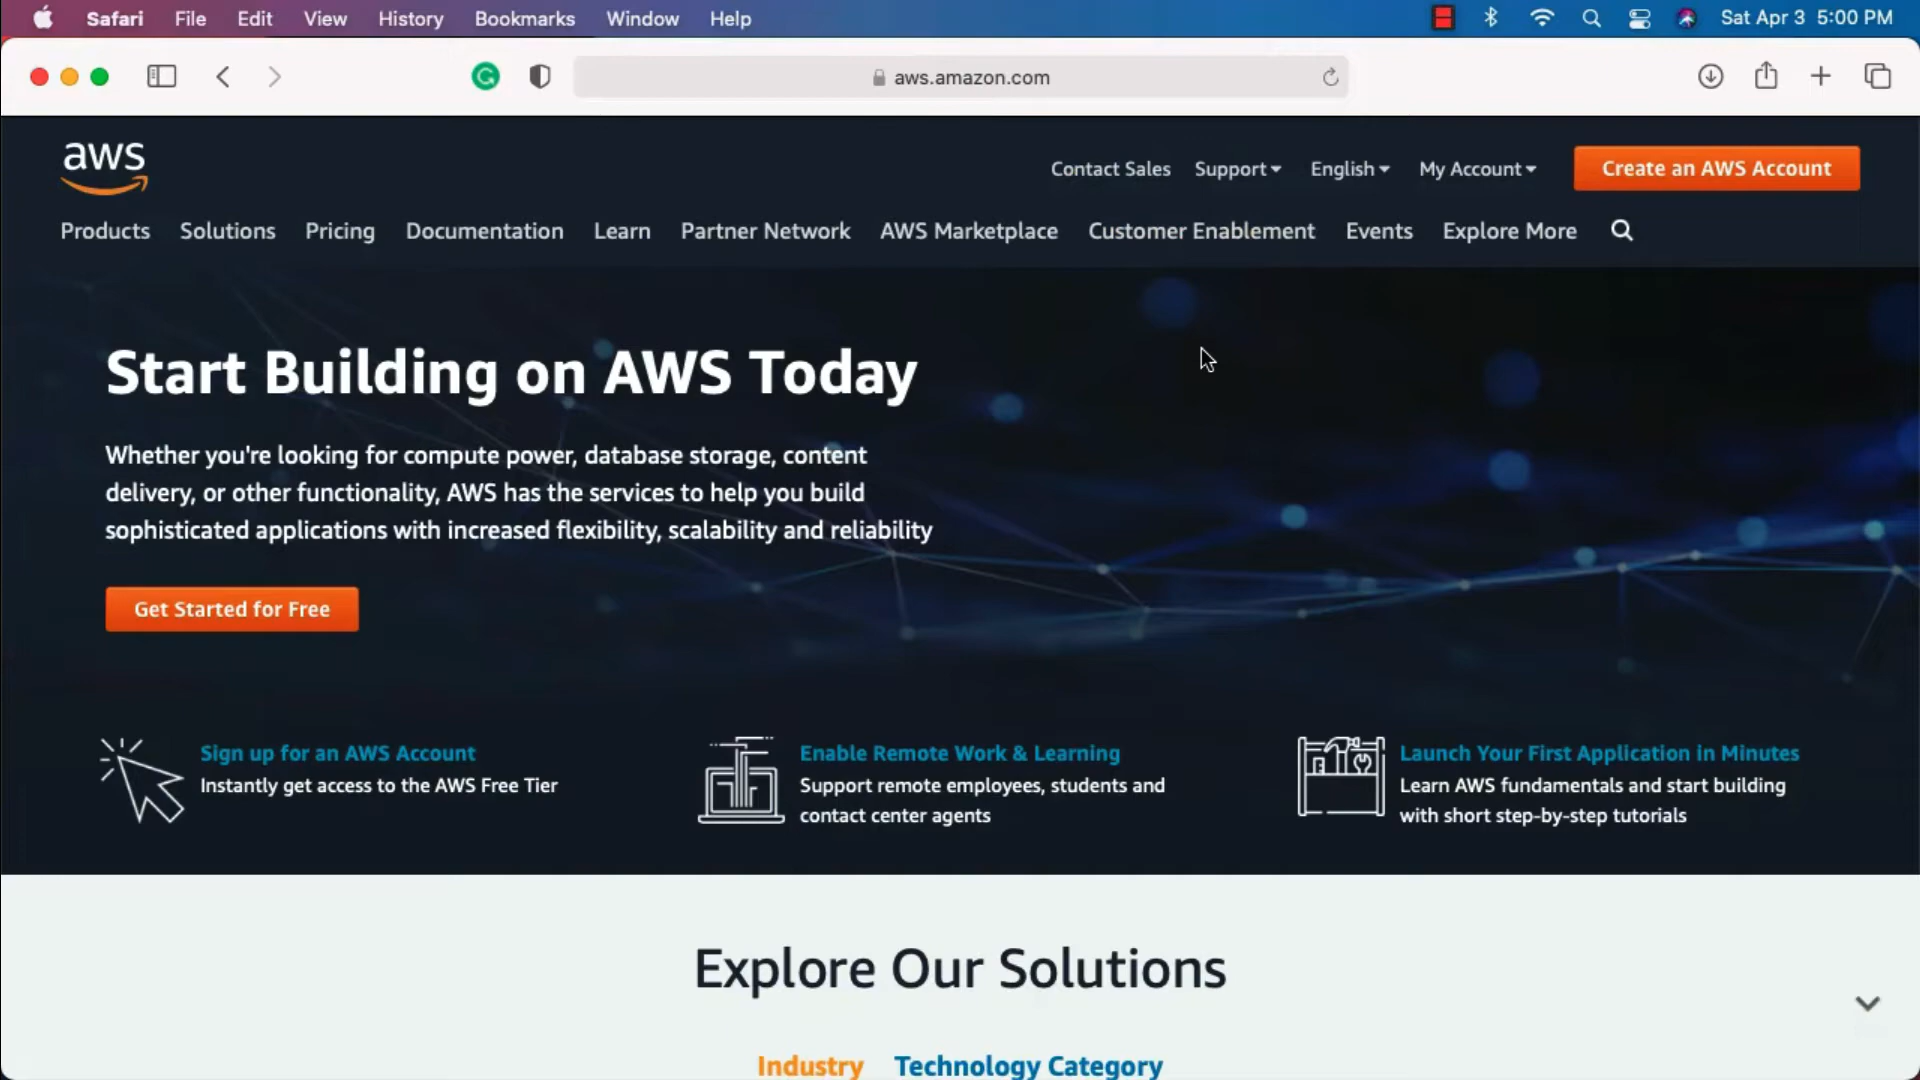 Safari File Edit View History Bookmarks Window Help Sat Apr 3 5:00 PM
aws.amazon.com
aws
Contact Sales Support English My Account Create an AWS Account
Products Solutions Pricing Documentation Learn Partner Network AWS Marketplace Customer Enablement Events Explore More
Start Building on AWS Today
Whether you're looking for compute power, database storage, content
delivery, or other functionality, AWS has the services to help you build
sophisticated applications with increased flexibility, scalability and reliability
Get Started for Free
Sign up for an AWS Account
Instantly get access to the AWS Free Tier
Enable Remote Work & Learning
Support remote employees, students and
contact center agents
Launch Your First Application in Minutes
Learn AWS fundamentals and start building
with short step-by-step tutorials
Explore Our Solutions
Industry Technology Category